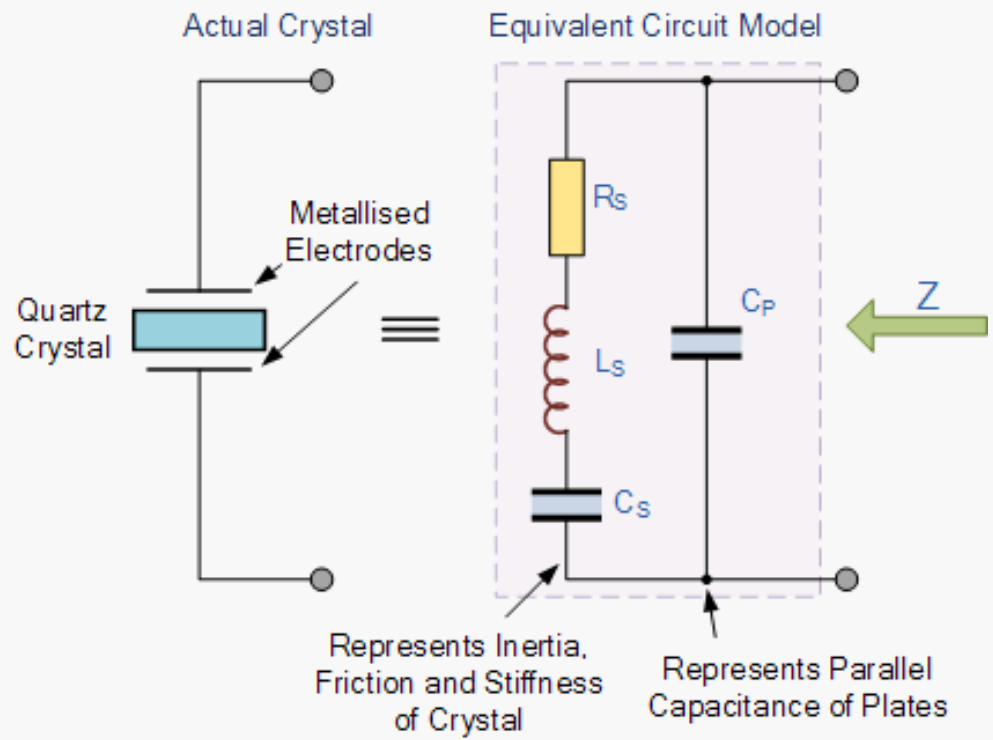 Actual Crystal
Equivalent Circuit Model
Metallised
Electrodes
Quartz
Crystal
RS
LS
CS
CP
Z
Represents Inertia,
Friction and Stiffness
of Crystal
Represents Parallel
Capacitance of Plates